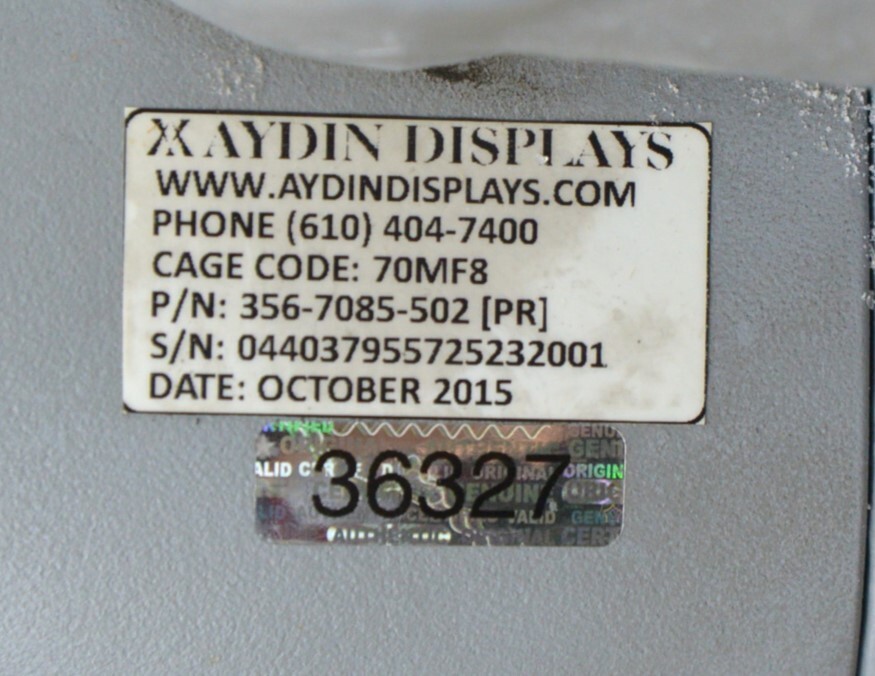 AYDIN DISPLAYS
WWW.AYDINDISPLAYS.COM
PHONE (610) 404-7400
CAGE CODE: 70MF8
P/N: 356-7085-502 [PR]
S/N: 044037955725232001
DATE: OCTOBER 2015
36327